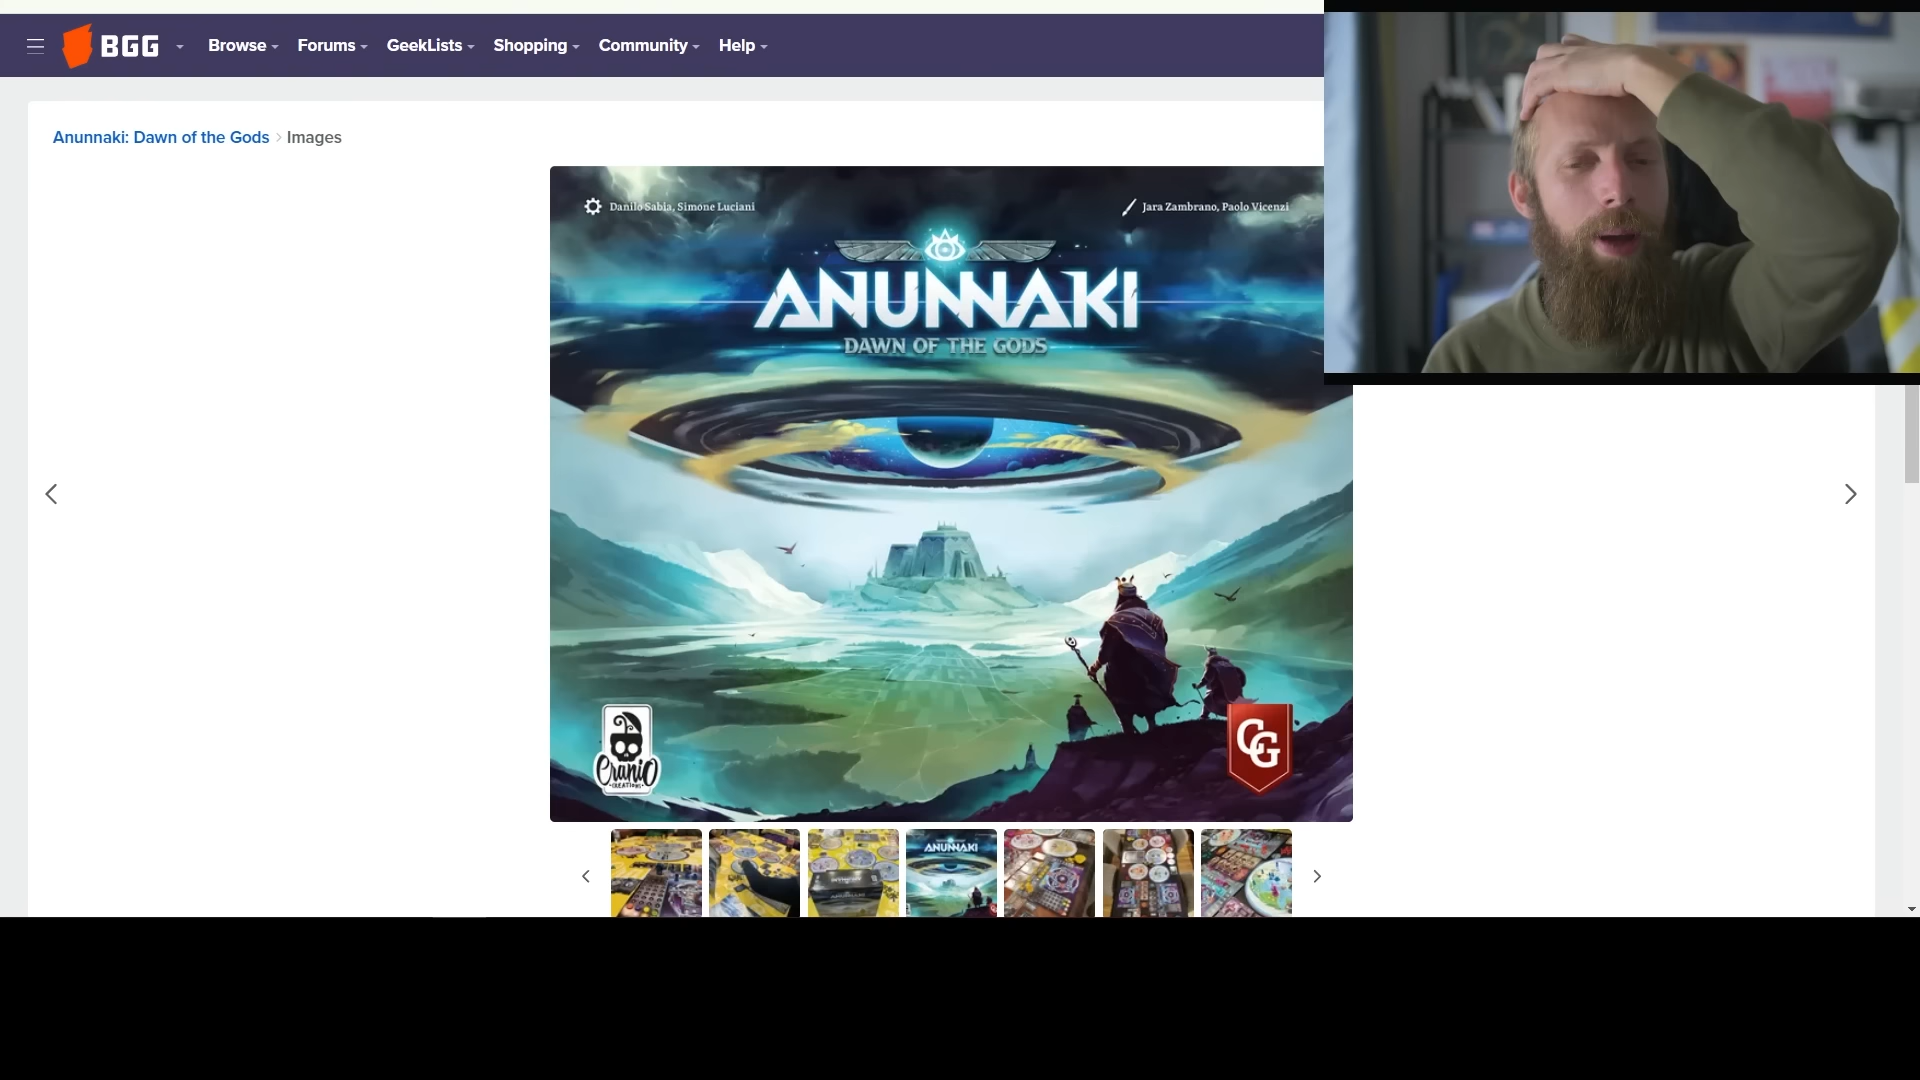 BGG
Browse
Forums
GeekLists
Shopping
Community
Help
Anunnaki: Dawn of the Gods > Images
Danilo Sabia, Simone Luciani
Jara Zambrano, Paolo Vicenzi
ANUNNAKI
DAWN OF THE GODS
CraniO
CREATIONS
CG
ANUNNAKI